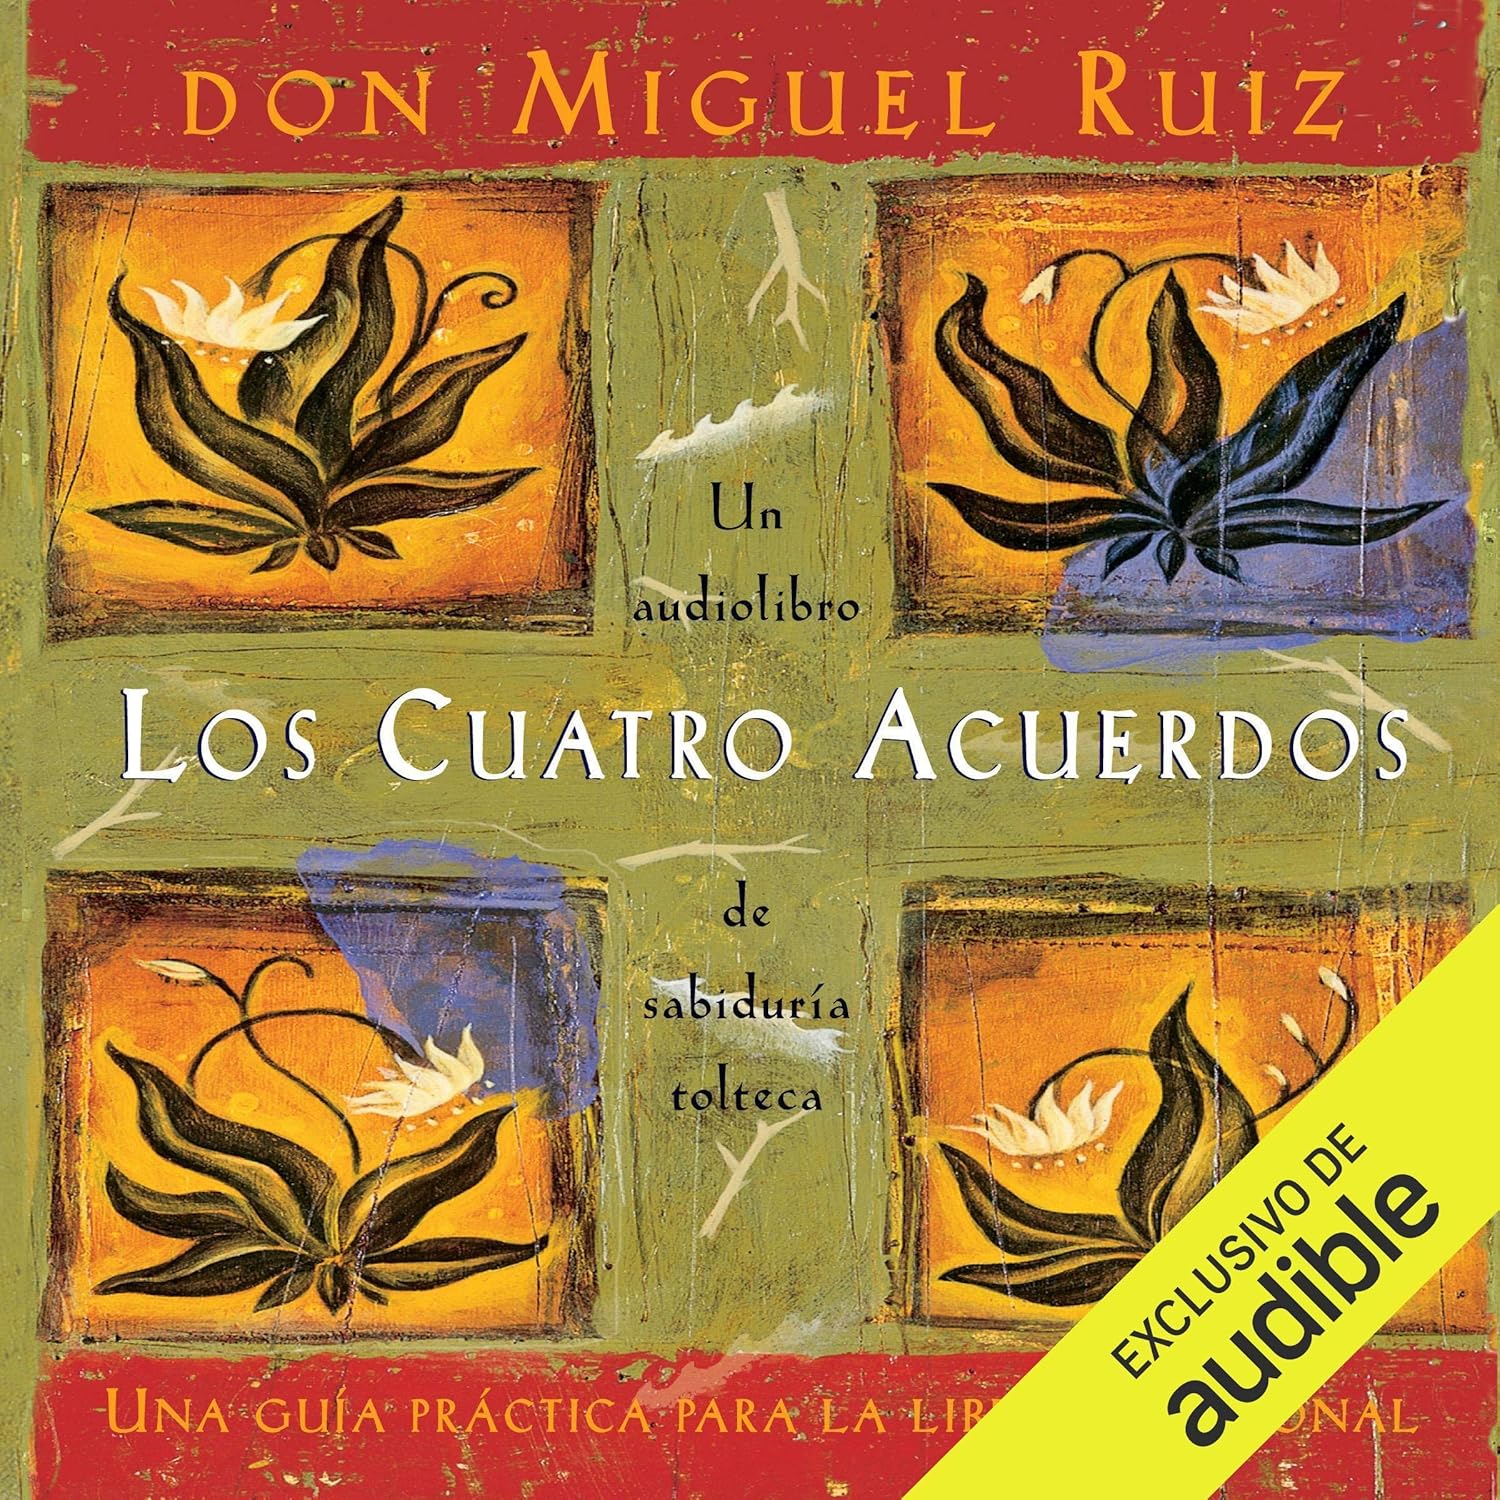 DON MIGUEL RUIZ
Un
audiolibro
LOS CUATRO ACUERDOS
de
sabiduría
tolteca
UNA GUÍA PRÁCTICA PARA LA
EXCLUSIVO DE
audible